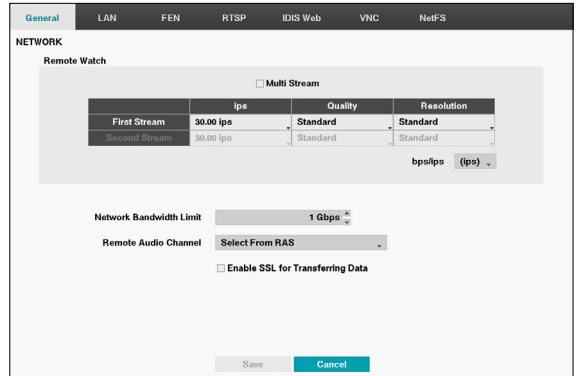 General LAN FEN RTSP IDIS Web VNC NetFS
NETWORK
Remote Watch
Multi Stream
ips Quality Resolution
First Stream 30.00 ips Standard Standard
Second Stream 30.00 ips Standard Standard
bps/ips (ips)
Network Bandwidth Limit 1 Gbps
Remote Audio Channel Select From RAS
Enable SSL for Transferring Data
Save Cancel